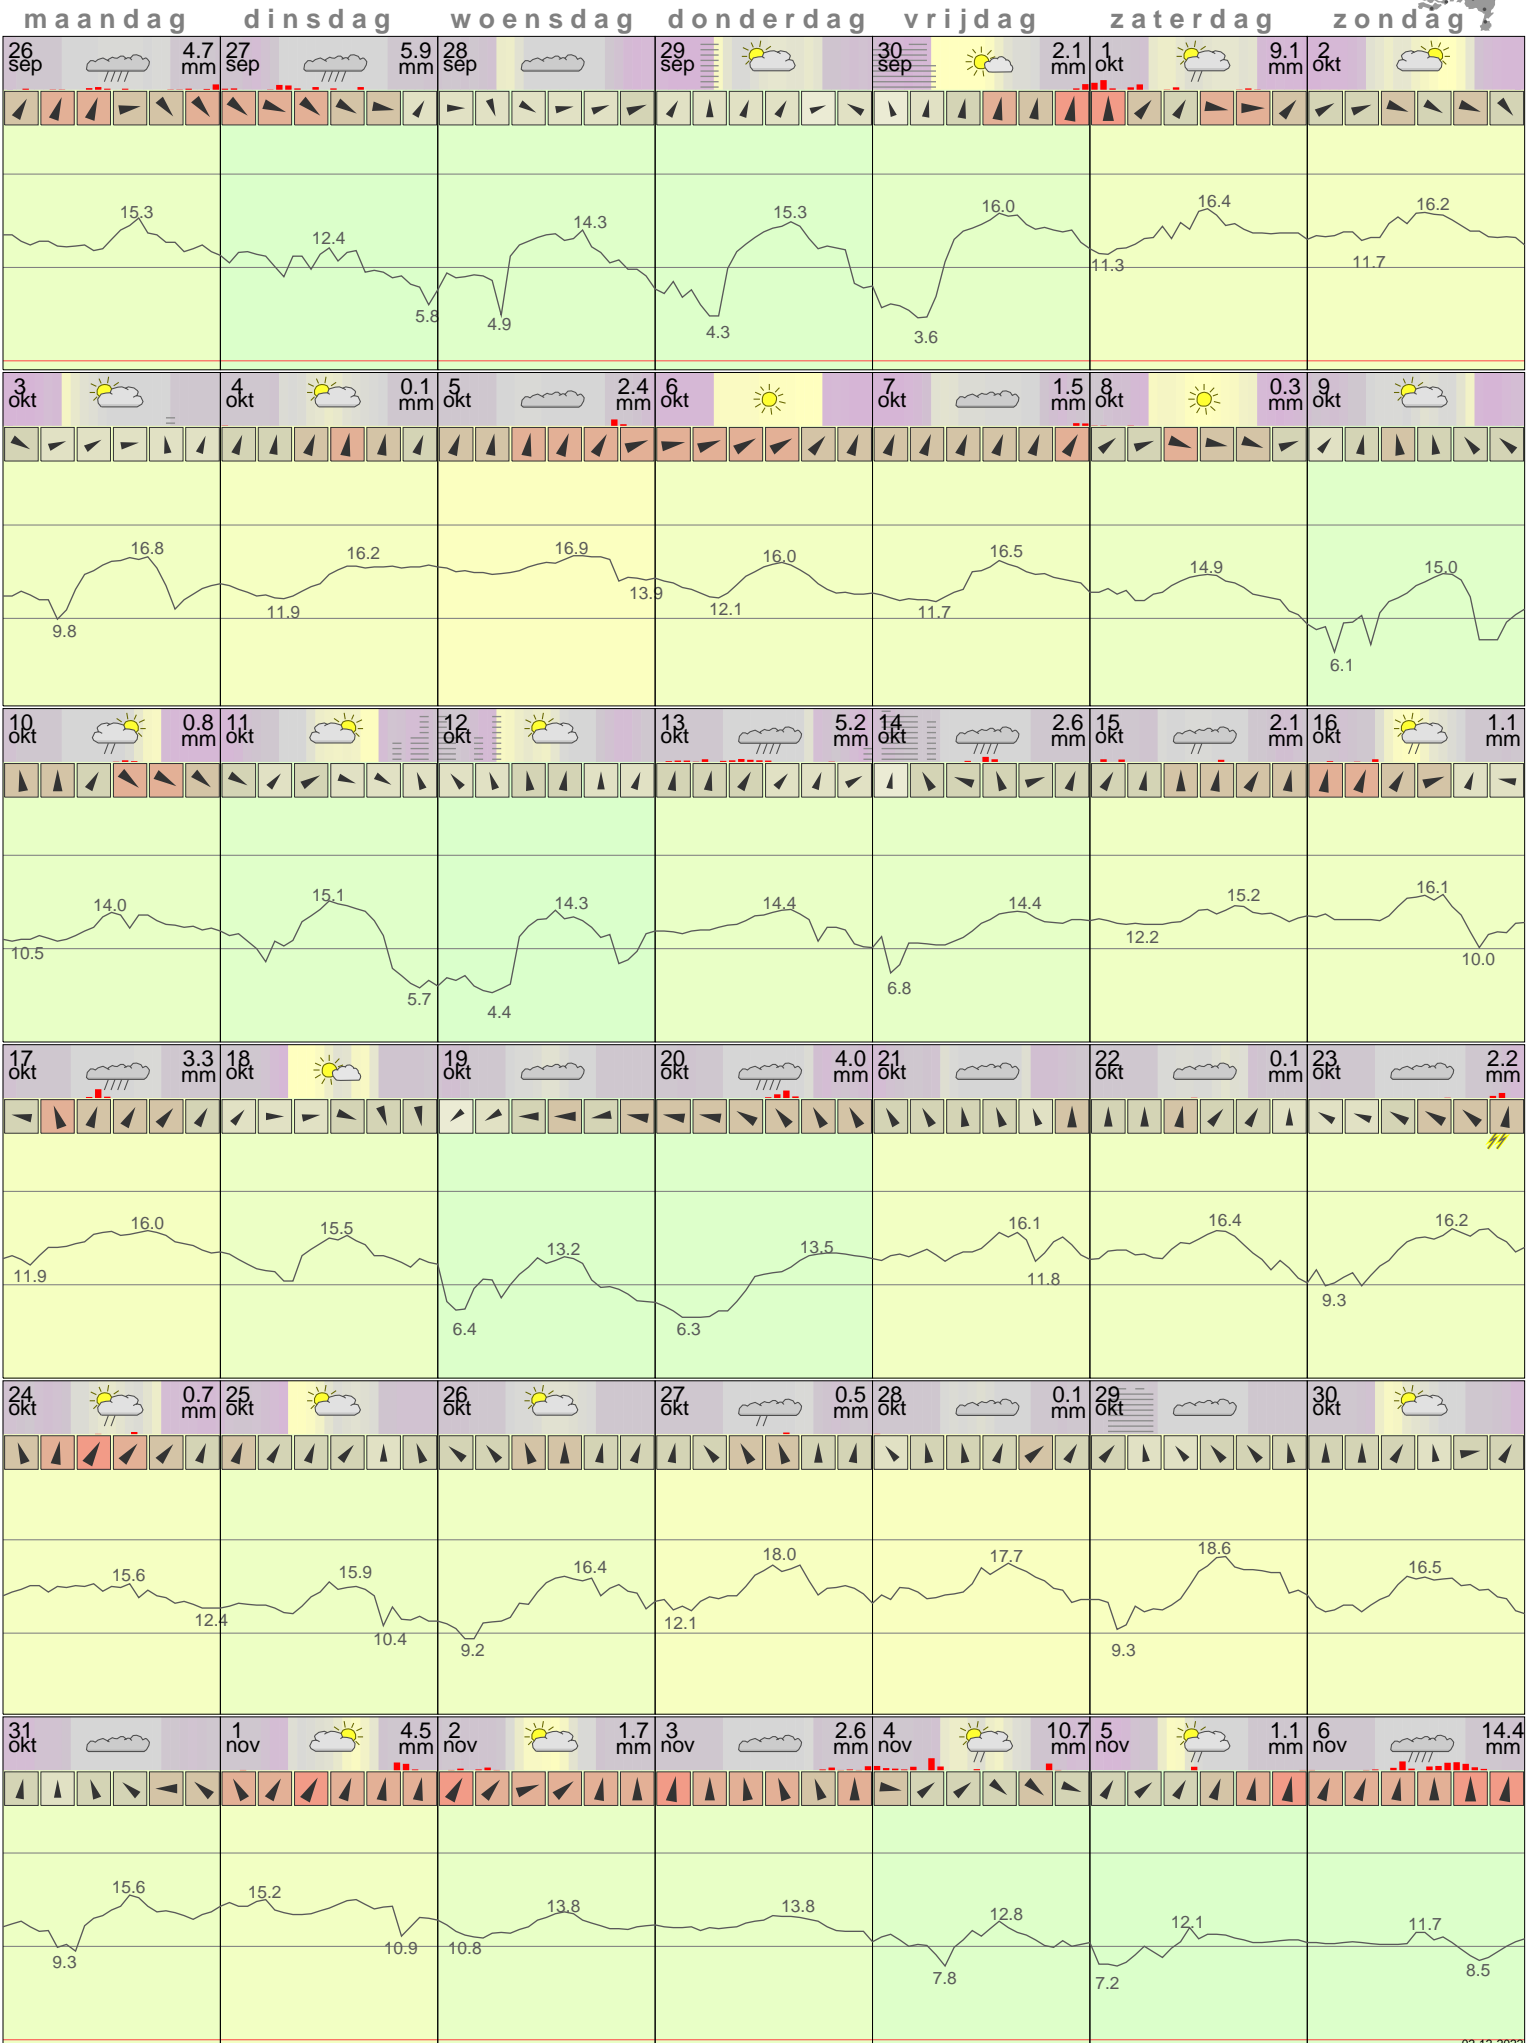 maandag dinsdag woensdag donderdag vrijdag zaterdag zondag
26 sep 4.7 mm 27 sep 5.9 mm 28 sep 29 sep 30 sep 2.1 mm 1 okt 9.1 mm 2 okt
15.3 12.4 5.8 4.9 14.3 4.3 15.3 3.6 16.0 11.3 16.4 11.7 16.2
3 okt 4 okt 0.1 mm 5 okt 2.4 mm 6 okt 7 okt 1.5 mm 8 okt 0.3 mm 9 okt
9.8 16.8 11.9 16.2 16.9 13.9 12.1 16.0 11.7 16.5 14.9 6.1 15.0
10 okt 0.8 mm 11 okt 12 okt 13 okt 5.2 mm 14 okt 2.6 mm 15 okt 2.1 mm 16 okt 1.1 mm
10.5 14.0 15.1 5.7 4.4 14.3 14.4 6.8 14.4 12.2 15.2 16.1 10.0
17 okt 3.3 mm 18 okt 19 okt 20 okt 4.0 mm 21 okt 22 okt 0.1 mm 23 okt 2.2 mm
11.9 16.0 15.5 6.4 13.2 6.3 13.5 16.1 11.8 16.4 9.3 16.2
24 okt 0.7 mm 25 okt 26 okt 27 okt 0.5 mm 28 okt 0.1 mm 29 okt 30 okt
15.6 12.4 15.9 10.4 9.2 16.4 12.1 18.0 17.7 9.3 18.6 16.5
31 okt 1 nov 4.5 mm 2 nov 1.7 mm 3 nov 2.6 mm 4 nov 10.7 mm 5 nov 1.1 mm 6 nov 14.4 mm
9.3 15.6 15.2 10.9 10.8 13.8 13.8 7.8 12.8 7.2 12.1 11.7 8.5